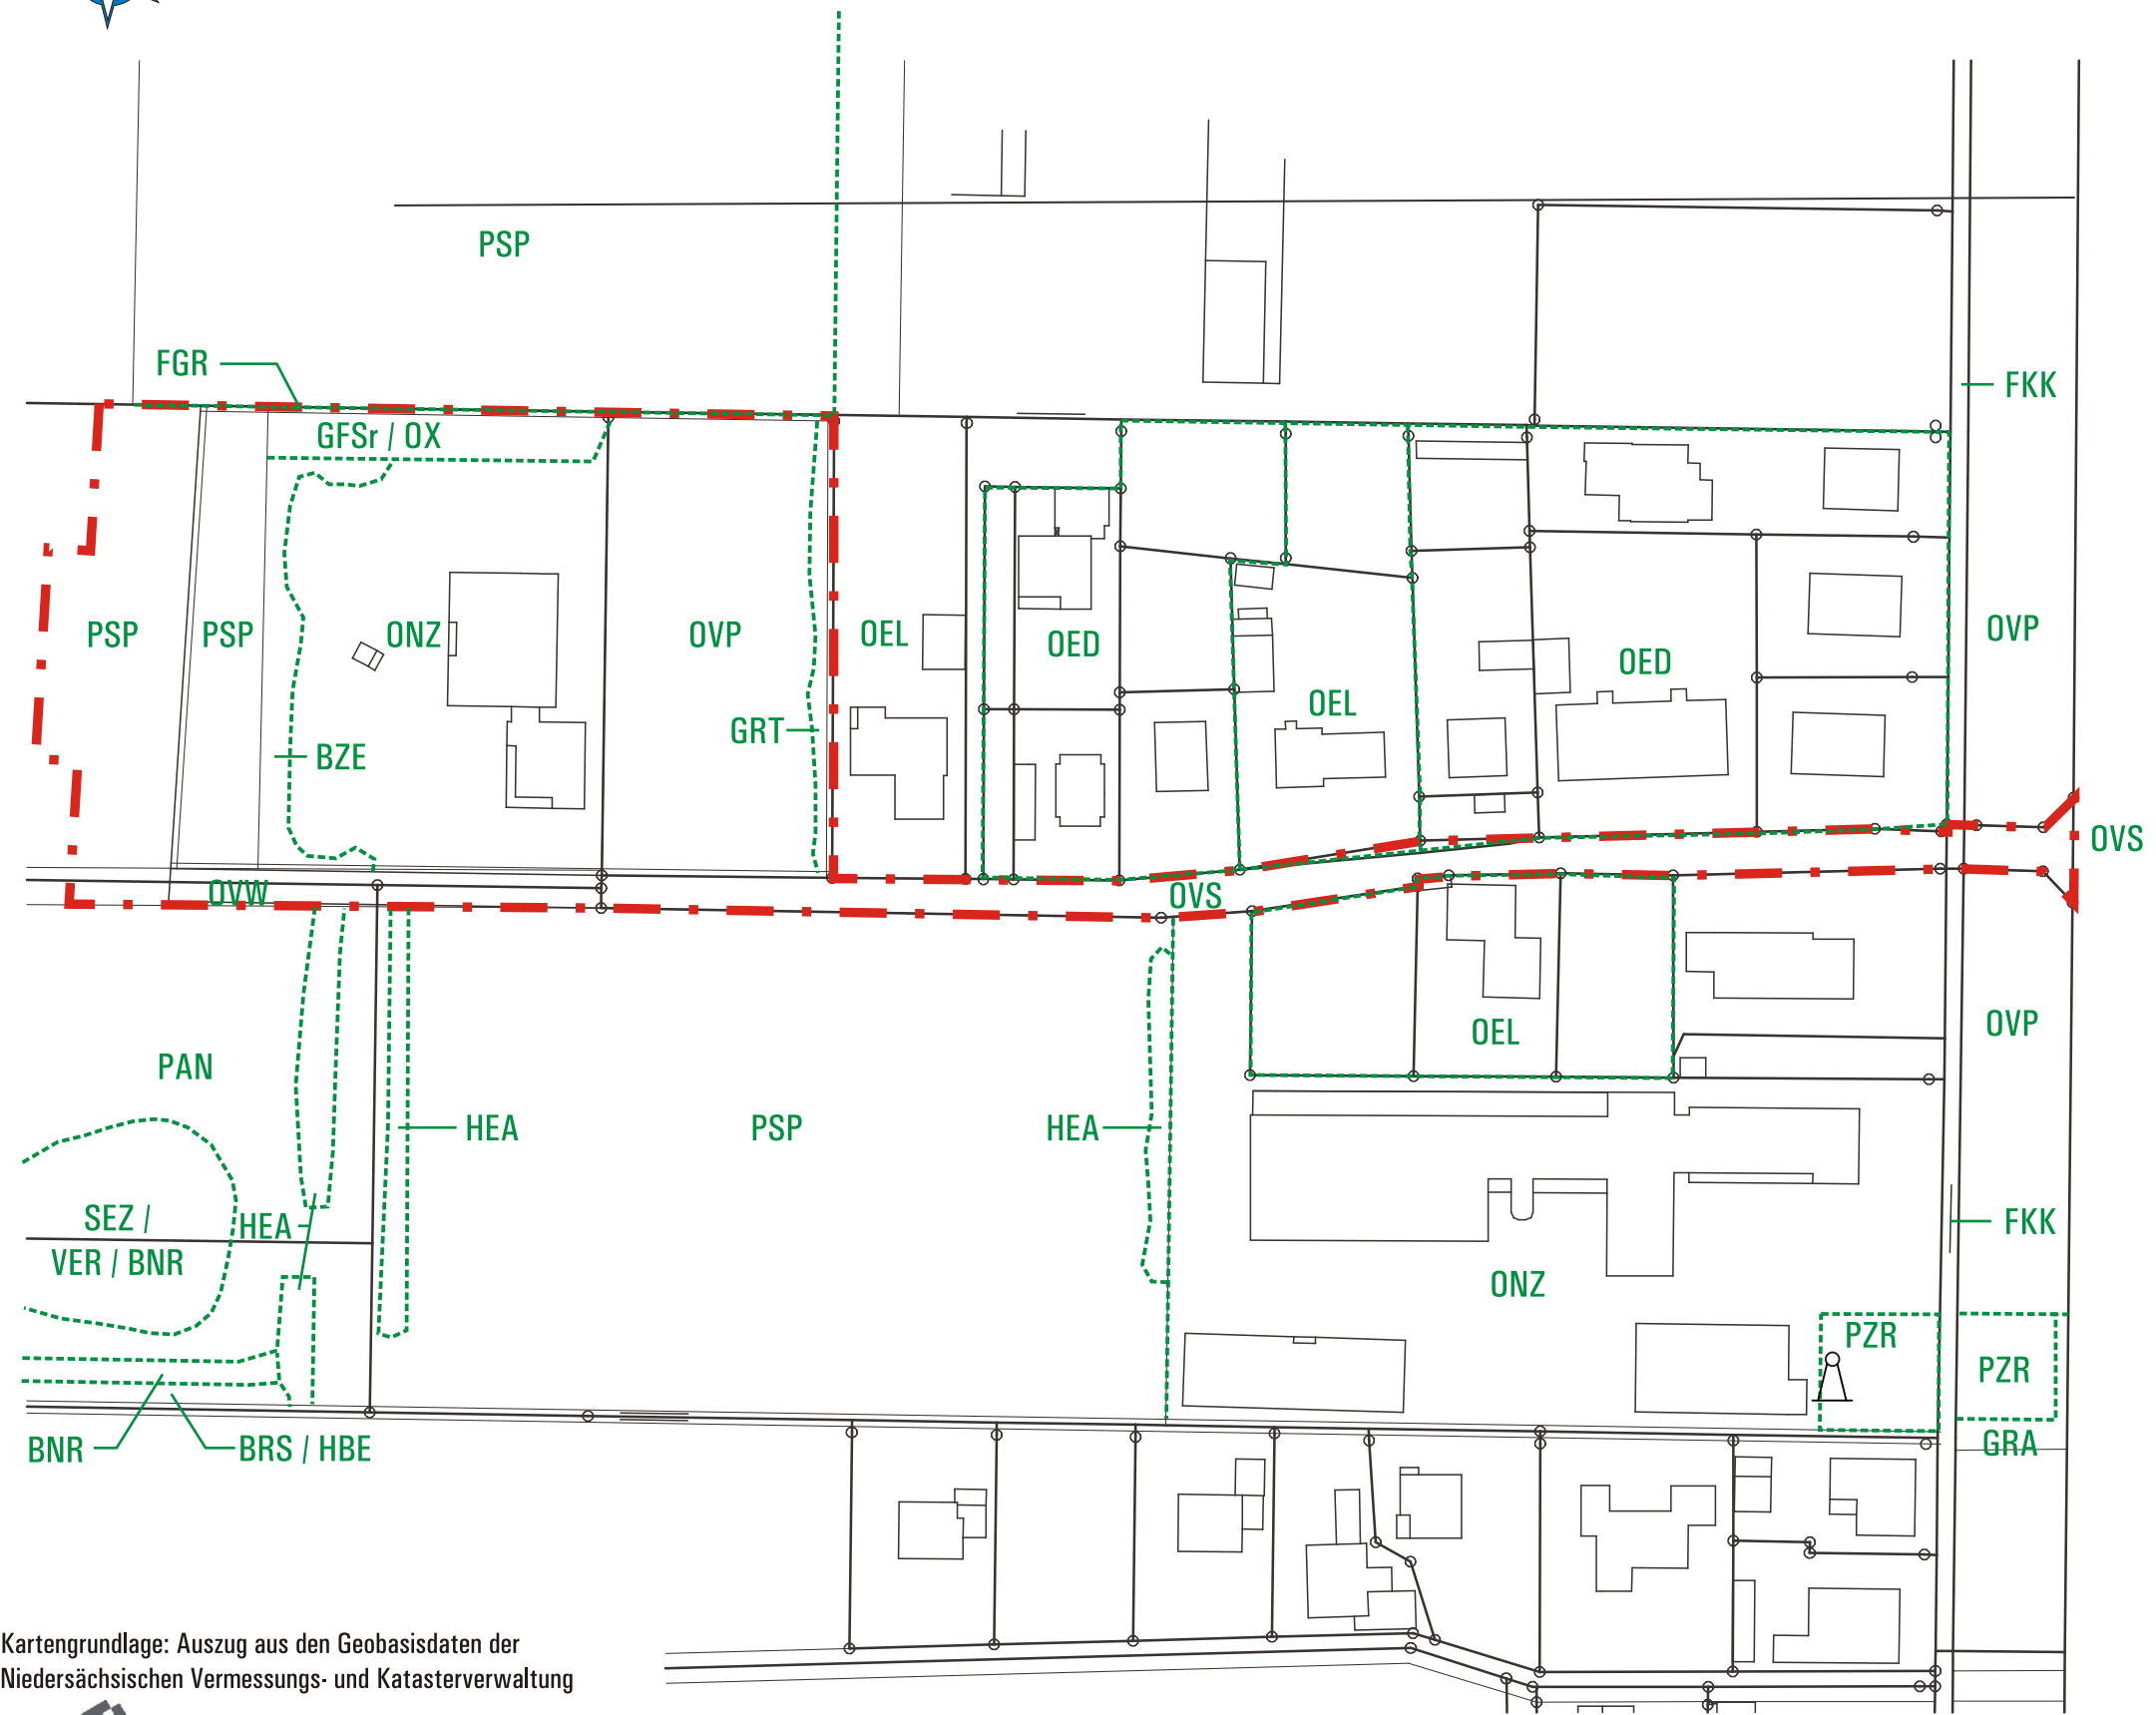 PSP
FGR
FKK
GFSr / OX
PSP
PSP
ONZ
OVP
OEL
OED
OED
OVP
OEL
GRT
BZE
OVS
OVW
OVS
OVP
OEL
PAN
HEA
PSP
HEA
SEZ /
HEA
FKK
VER / BNR
ONZ
PZR
PZR
BNR
BRS / HBE
GRA
Kartengrundlage: Auszug aus den Geobasisdaten der
Niedersächsischen Vermessungs- und Katasterverwaltung